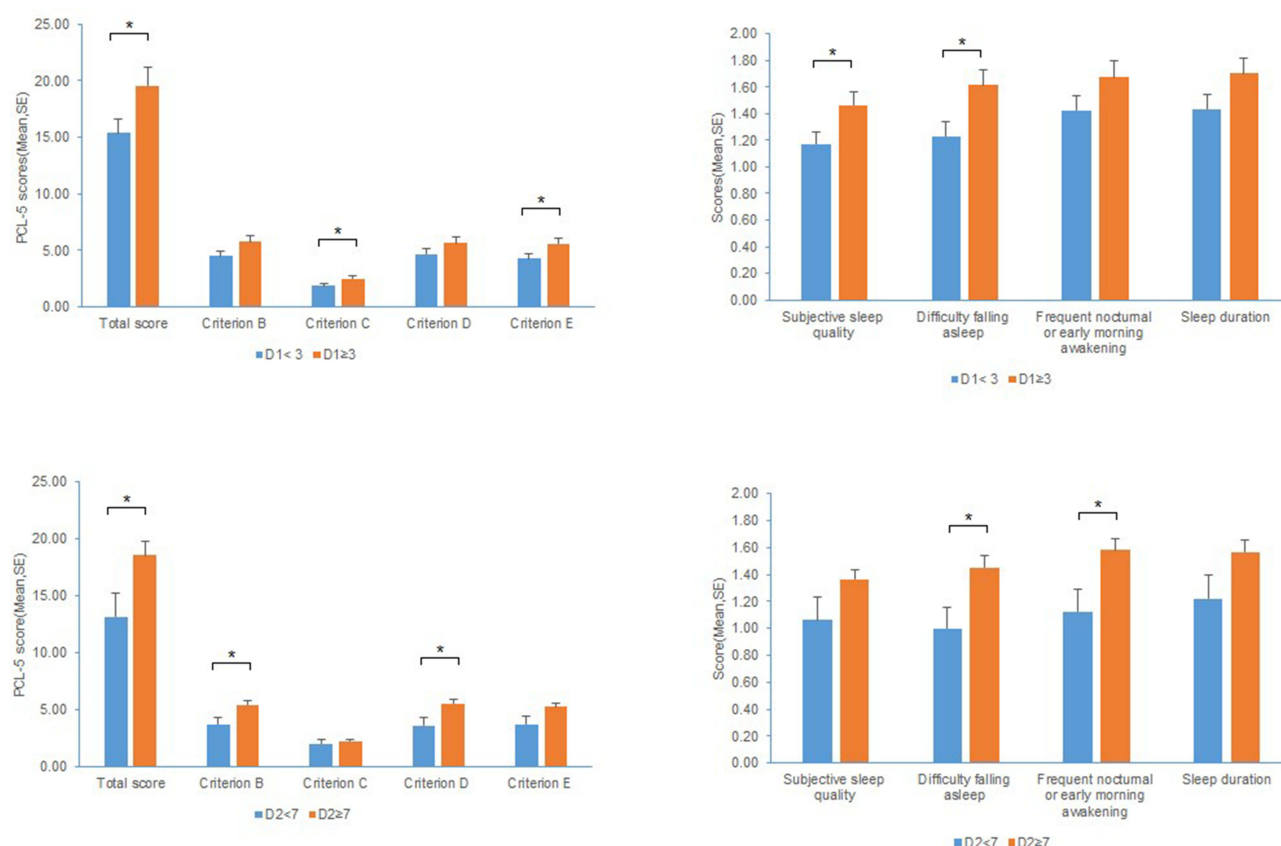 PCL-5 scores(Mean,SE)
25.00
20.00
15.00
10.00
5.00
0.00
*
*
*
Total score
Criterion B
Criterion C
Criterion D
Criterion E
D1< 3
D1≥3
Scores(Mean,SE)
2.00
1.80
1.60
1.40
1.20
1.00
0.80
0.60
0.40
0.20
0.00
*
*
Subjective sleep
quality
Difficulty falling
asleep
Frequent nocturnal
or early morning
awakening
Sleep duration
D1< 3
D1≥3
PCL-5 score(Mean,SE)
25.00
20.00
15.00
10.00
5.00
0.00
*
*
*
Total score
Criterion B
Criterion C
Criterion D
Criterion E
D2<7
D2≥7
Score(Mean,SE)
2.00
1.80
1.60
1.40
1.20
1.00
0.80
0.60
0.40
0.20
0.00
*
*
Subjective sleep
quality
Difficulty falling
asleep
Frequent nocturnal
or early morning
awakening
Sleep duration
D2<7
D2≥7